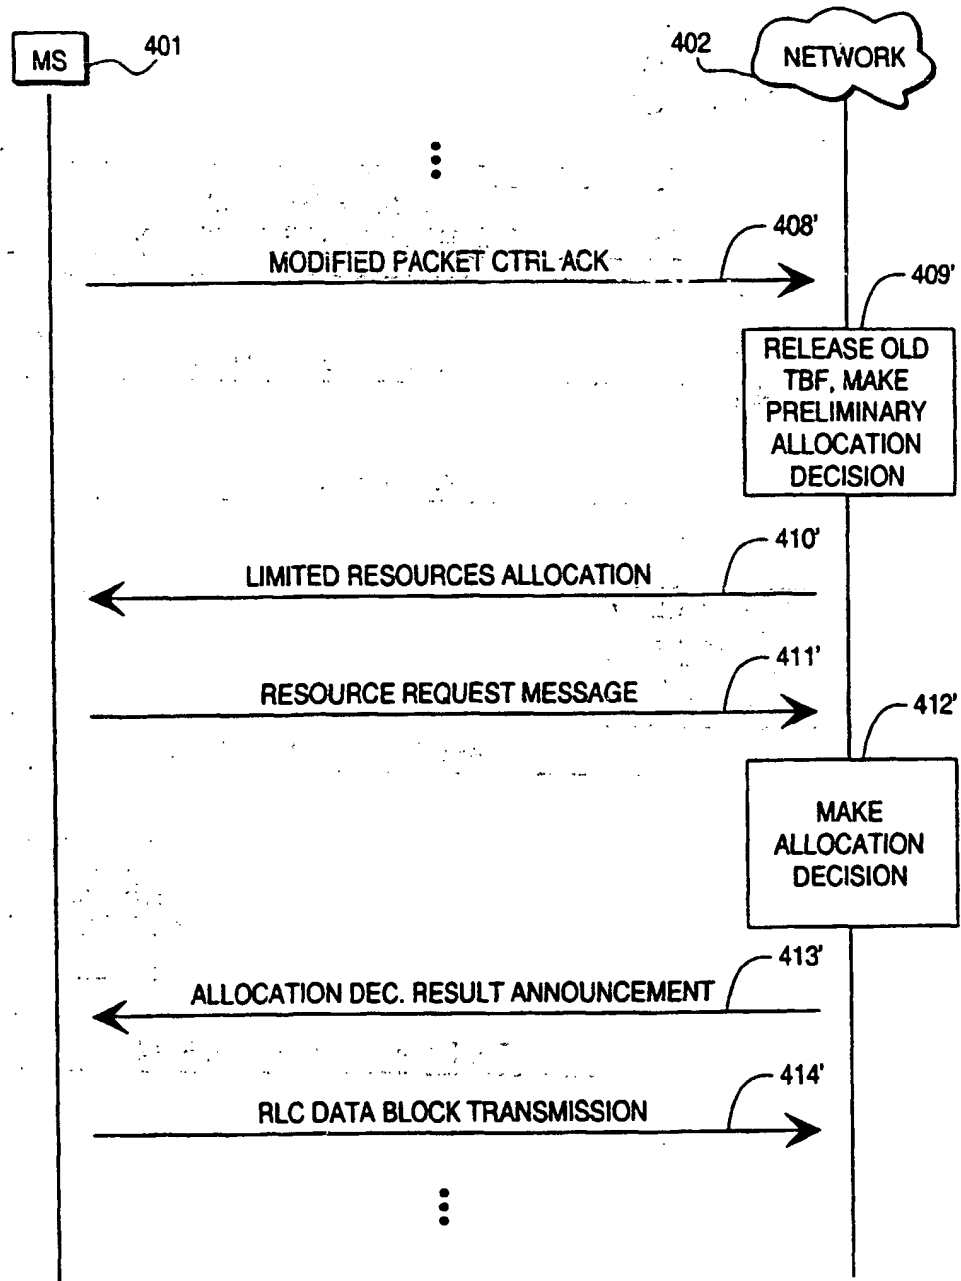 MS
401
402
NETWORK
408'
MODIFIED PACKET CTRL ACK
409'
RELEASE OLD
TBF, MAKE
PRELIMINARY
ALLOCATION
DECISION
410'
LIMITED RESOURCES ALLOCATION
411'
RESOURCE REQUEST MESSAGE
412'
MAKE
ALLOCATION
DECISION
413'
ALLOCATION DEC. RESULT ANNOUNCEMENT
414'
RLC DATA BLOCK TRANSMISSION